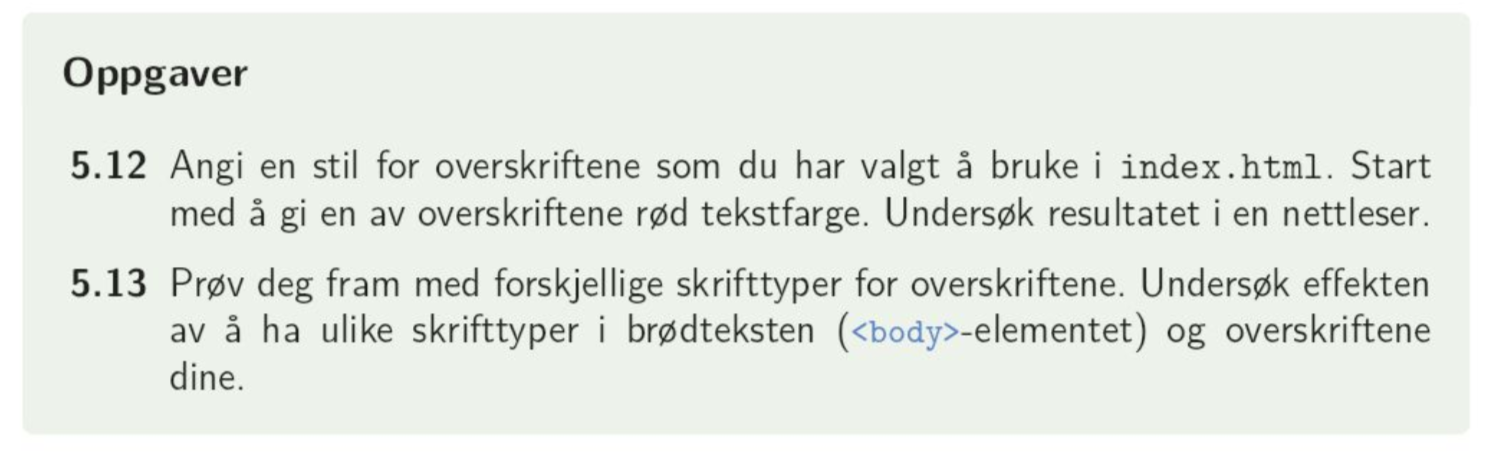 Oppgaver
5.12 Angi en stil for overskriftene som du har valgt å bruke i index.html. Start
med å gi en av overskriftene rød tekstfarge. Undersøk resultatet i en nettleser.
5.13 Prøv deg fram med forskjellige skrifttyper for overskriftene. Undersøk effekten
av å ha ulike skrifttyper i brødteksten (<body>-elementet) og overskriftene
dine.